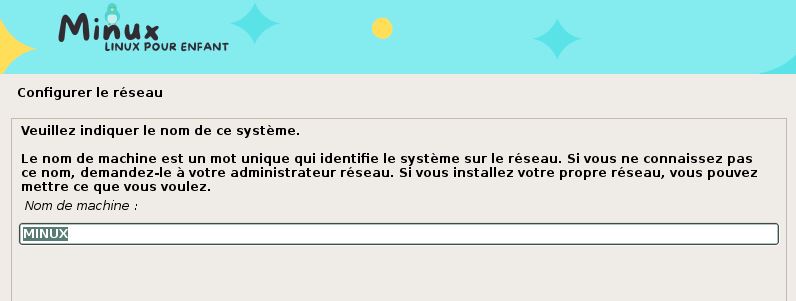 Minux
LINUX POUR ENFANT
Configurer le réseau
Veuillez indiquer le nom de ce système.
Le nom de machine est un mot unique qui identifie le système sur le réseau. Si vous ne connaissez pas
ce nom, demandez-le à votre administrateur réseau. Si vous installez votre propre réseau, vous pouvez
mettre ce que vous voulez.
Nom de machine :
MINUX